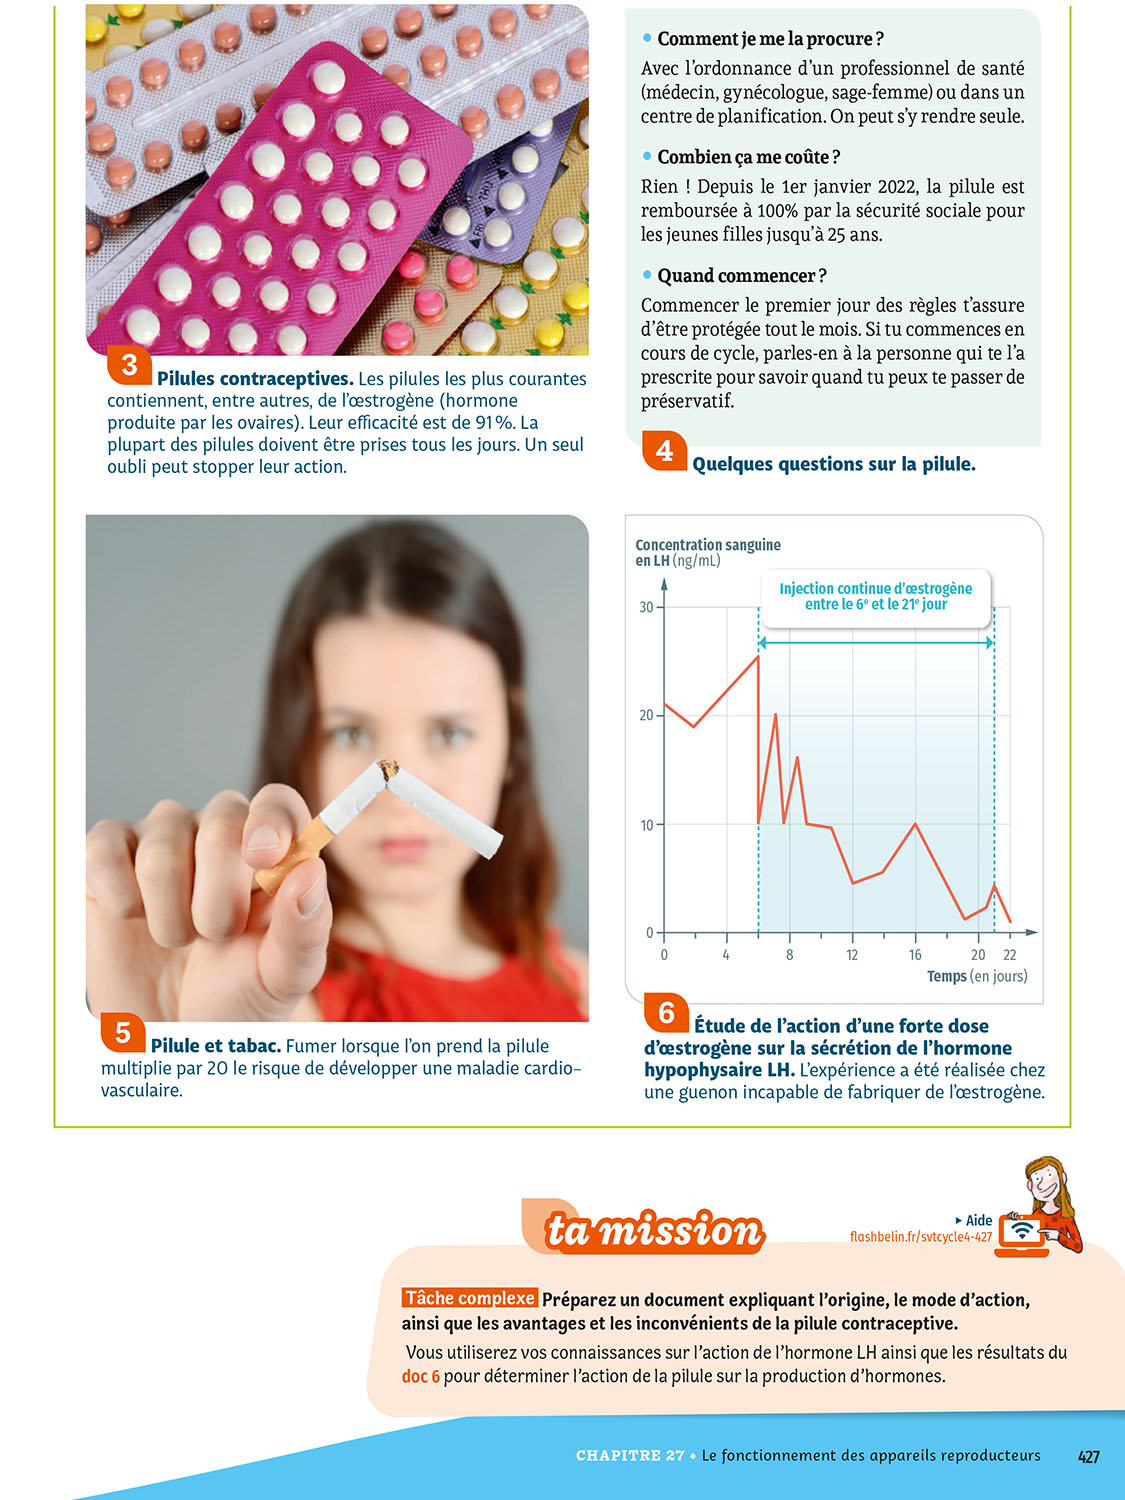 3 Pilules contraceptives. Les pilules les plus courantes
contiennent, entre autres, de l'œstrogène (hormone
produite par les ovaires). Leur efficacité est de 91%. La
plupart des pilules doivent être prises tous les jours. Un seul
oubli peut stopper leur action.
• Comment je me la procure ?
Avec l'ordonnance d'un professionnel de santé
(médecin, gynécologue, sage-femme) ou dans un
centre de planification. On peut s'y rendre seule.
• Combien ça me coûte ?
Rien ! Depuis le 1er janvier 2022, la pilule est
remboursée à 100% par la sécurité sociale pour
les jeunes filles jusqu'à 25 ans.
• Quand commencer ?
Commencer le premier jour des règles t'assure
d'être protégée tout le mois. Si tu commences en
cours de cycle, parles-en à la personne qui te l'a
prescrite pour savoir quand tu peux te passer de
préservatif.
4 Quelques questions sur la pilule.
5 Pilule et tabac. Fumer lorsque l'on prend la pilule
multiplie par 20 le risque de développer une maladie cardio-
vasculaire.
Concentration sanguine
en LH (ng/mL)
Injection continue d'œstrogène
entre le 6e et le 21e jour
30
20
10
0
0 4 8 12 16 20 22
Temps (en jours)
6 Étude de l'action d'une forte dose
d'œstrogène sur la sécrétion de l'hormone
hypophysaire LH. L'expérience a été réalisée chez
une guenon incapable de fabriquer de l'œstrogène.
ta mission
▸ Aide
flashbelin.fr/svtcycle4-427
Tâche complexe Préparez un document expliquant l'origine, le mode d'action,
ainsi que les avantages et les inconvénients de la pilule contraceptive.
Vous utiliserez vos connaissances sur l'action de l'hormone LH ainsi que les résultats du
doc 6 pour déterminer l'action de la pilule sur la production d'hormones.
CHAPITRE 27 • Le fonctionnement des appareils reproducteurs 427